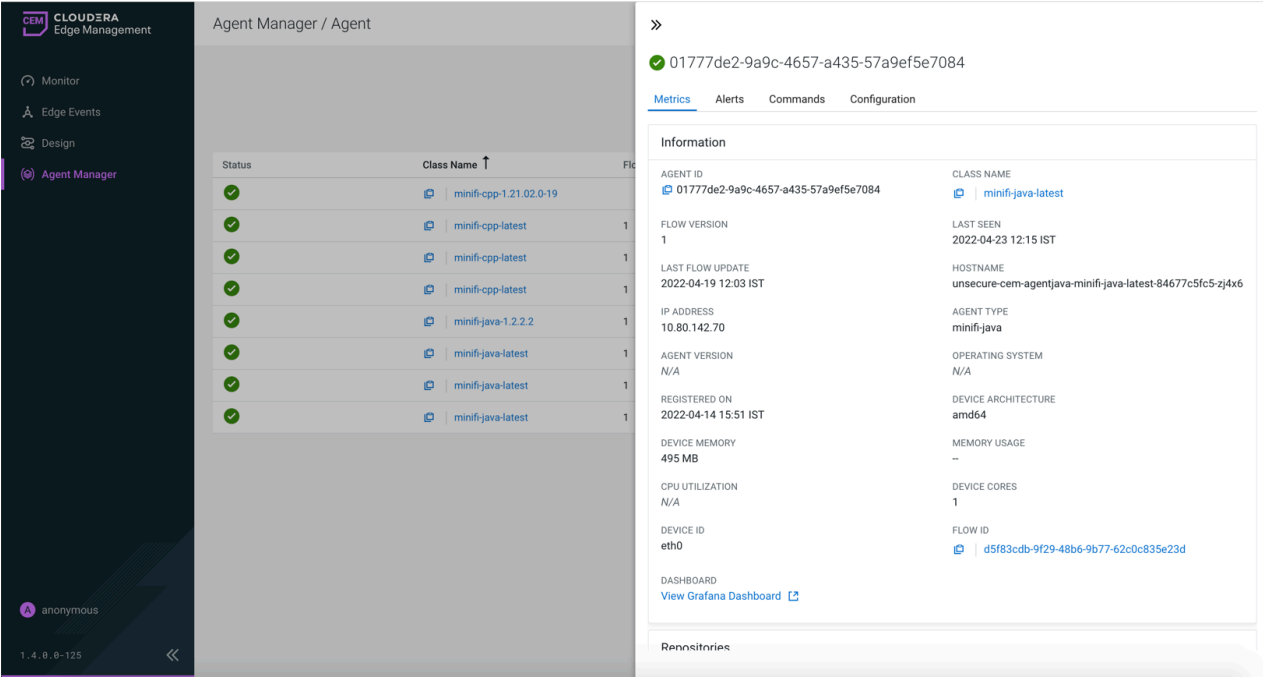 CEM CLOUDERA
Edge Management
Monitor
Edge Events
Design
Agent Manager
A anonymous
1.4.0.0-125
Agent Manager / Agent
Status Class Name Flo
minifi-cpp-1.21.02.0-19
minifi-cpp-latest 1
minifi-cpp-latest 1
minifi-cpp-latest 1
minifi-java-1.2.2.2 1
minifi-java-latest 1
minifi-java-latest 1
minifi-java-latest 1
01777de2-9a9c-4657-a435-57a9ef5e7084
Metrics Alerts Commands Configuration
Information
AGENT ID CLASS NAME
01777de2-9a9c-4657-a435-57a9ef5e7084 minifi-java-latest
FLOW VERSION LAST SEEN
1 2022-04-23 12:15 IST
LAST FLOW UPDATE HOSTNAME
2022-04-19 12:03 IST unsecure-cem-agentjava-minifi-java-latest-84677c5fc5-zj4x6
IP ADDRESS AGENT TYPE
10.80.142.70 minifi-java
AGENT VERSION OPERATING SYSTEM
N/A N/A
REGISTERED ON DEVICE ARCHITECTURE
2022-04-14 15:51 IST amd64
DEVICE MEMORY MEMORY USAGE
495 MB --
CPU UTILIZATION DEVICE CORES
N/A 1
DEVICE ID FLOW ID
eth0 d5f83cdb-9f29-48b6-9b77-62c0c835e23d
DASHBOARD
View Grafana Dashboard
Repositories